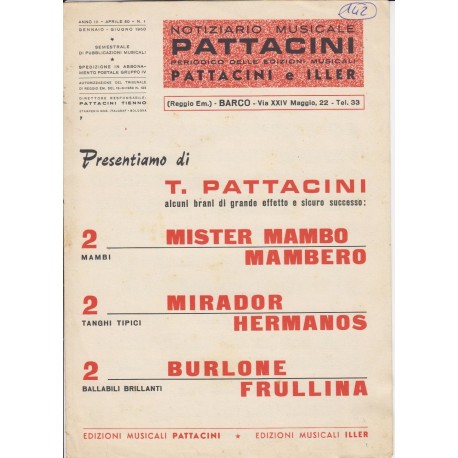 142
ANNO IV - APRILE 60 - N. 1
GENNAIO - GIUGNO 1960
SEMESTRALE
DI PUBBLICAZIONI MUSICALI
SPEDIZIONE IN ABBONA-
MENTO POSTALE GRUPPO IV
DIRETTORE RESPONSABILE:
PATTACINI TIENNO
NOTIZIARIO MUSICALE
PATTACINI
PERIODICO DELLE EDIZIONI MUSICALI
PATTACINI e ILLER
(Reggio Em.) - BARCO - Via XXIV Maggio, 22 - Tel. 33
Presentiamo di
T. PATTACINI
alcuni brani di grande effetto e sicuro successo:
2 MISTER MAMBO
MAMBI MAMBERO
2 MIRADOR
TANGHI TIPICI HERMANOS
2 BURLONE
BALLABILI BRILLANTI FRULLINA
EDIZIONI MUSICALI PATTACINI * EDIZIONI MUSICALI ILLER